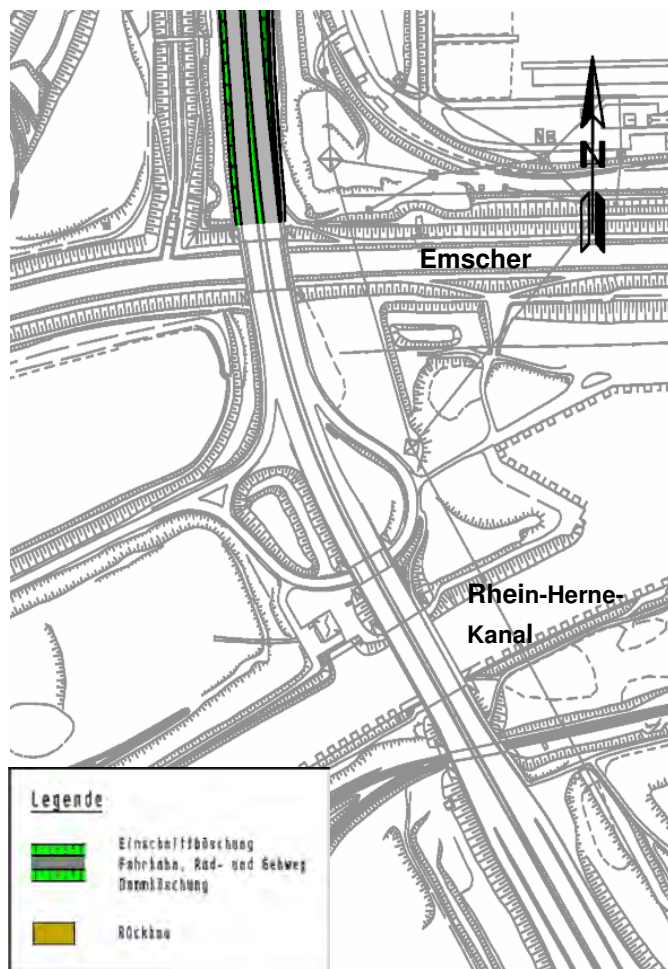 N
Emscher
Rhein-Herne-
Kanal
Legende
Einschnittböschung
Fahrbahn, Rad- und Gehweg
Dammböschung
Rückbau